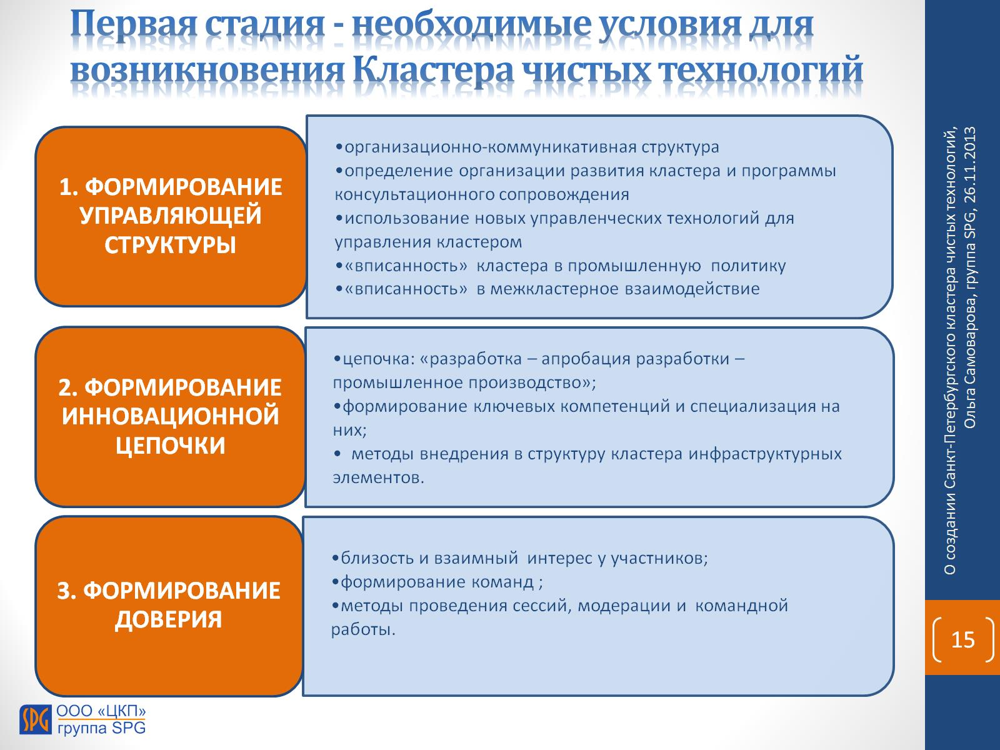 Первая стадия - необходимые условия для
возникновения Кластера чистых технологий
1. ФОРМИРОВАНИЕ
УПРАВЛЯЮЩЕЙ
СТРУКТУРЫ
•организационно-коммуникативная структура
•определение организации развития кластера и программы
консультационного сопровождения
•использование новых управленческих технологий для
управления кластером
•«вписанность» кластера в промышленную политику
•«вписанность» в межкластерное взаимодействие
2. ФОРМИРОВАНИЕ
ИННОВАЦИОННОЙ
ЦЕПОЧКИ
•цепочка: «разработка – апробация разработки –
промышленное производство»;
•формирование ключевых компетенций и специализация на
них;
• методы внедрения в структуру кластера инфраструктурных
элементов.
3. ФОРМИРОВАНИЕ
ДОВЕРИЯ
•близость и взаимный интерес у участников;
•формирование команд ;
•методы проведения сессий, модерации и командной
работы.
О создании Санкт-Петербургского кластера чистых технологий,
Ольга Самоварова, группа SPG, 26.11.2013
15
SPG
ООО «ЦКП»
группа SPG